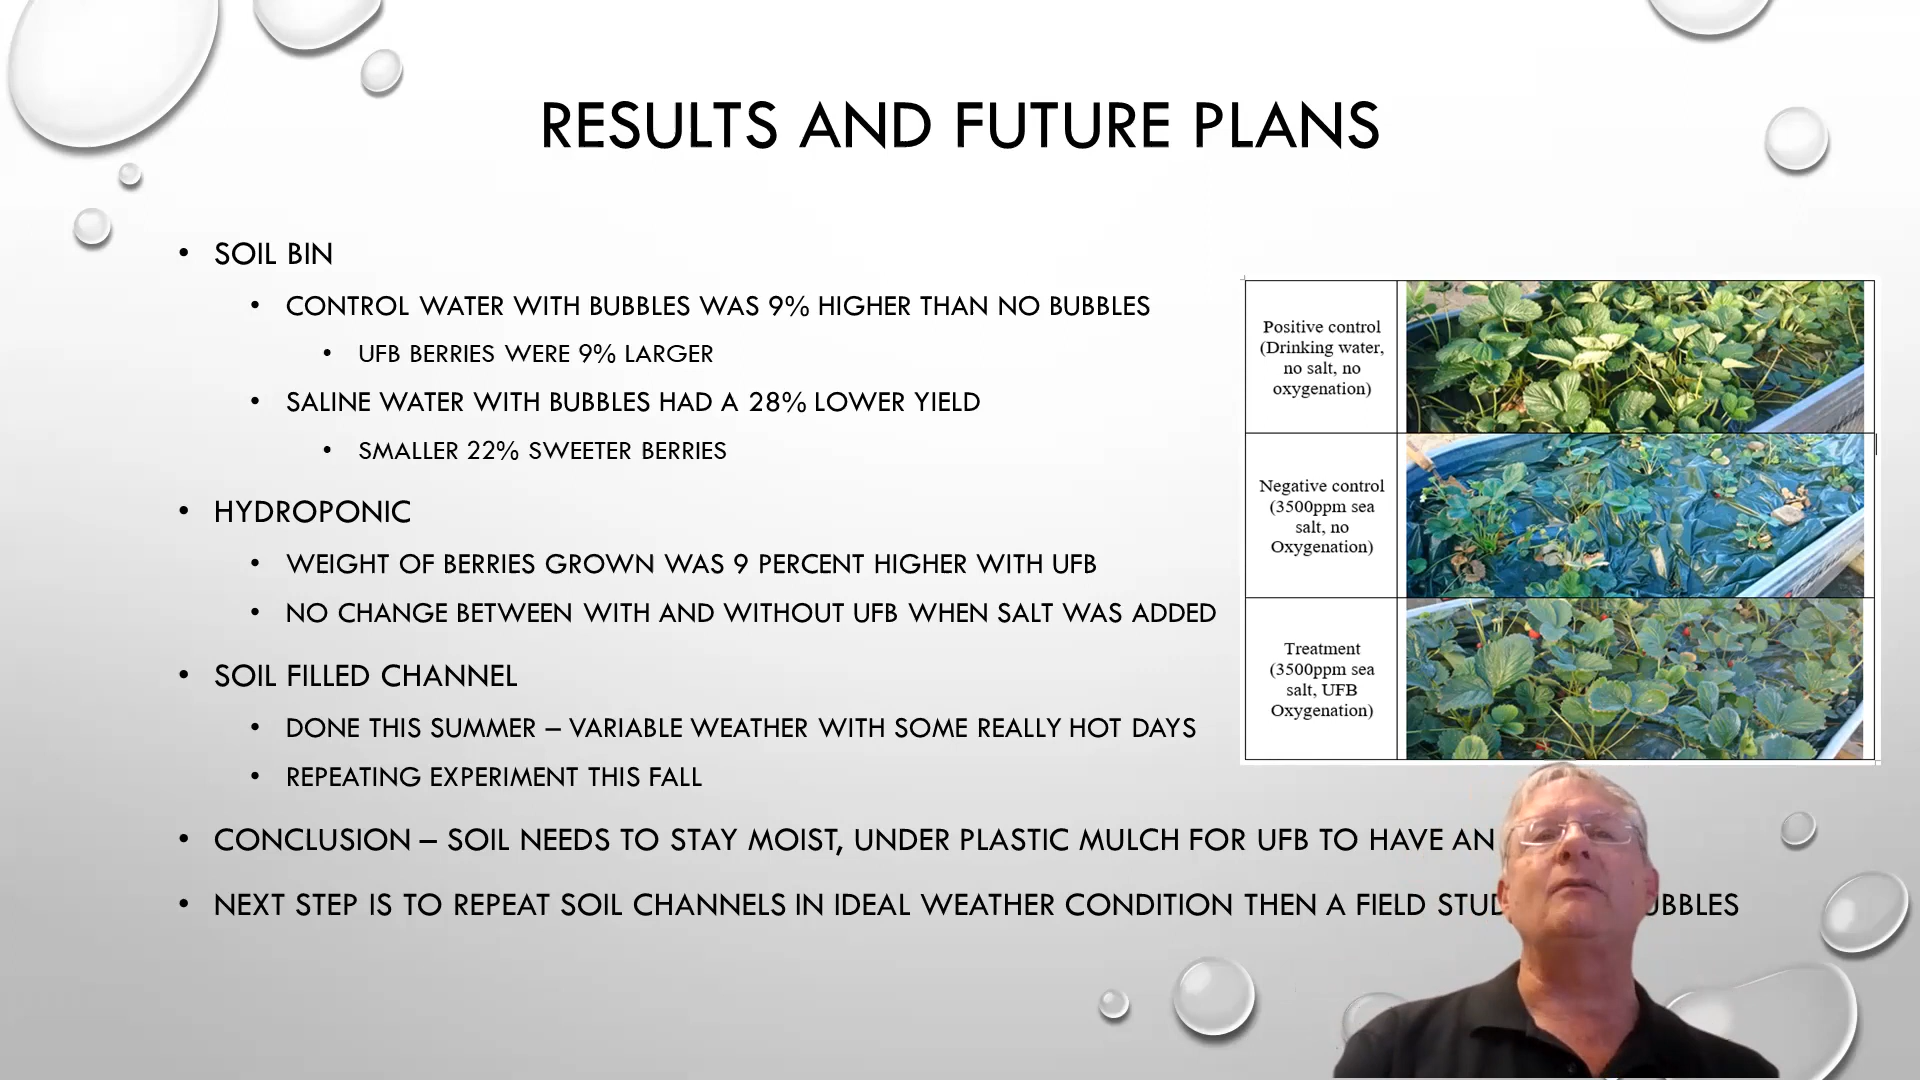 RESULTS AND FUTURE PLANS
• SOIL BIN
• CONTROL WATER WITH BUBBLES WAS 9% HIGHER THAN NO BUBBLES
• UFB BERRIES WERE 9% LARGER
• SALINE WATER WITH BUBBLES HAD A 28% LOWER YIELD
• SMALLER 22% SWEETER BERRIES
• HYDROPONIC
• WEIGHT OF BERRIES GROWN WAS 9 PERCENT HIGHER WITH UFB
• NO CHANGE BETWEEN WITH AND WITHOUT UFB WHEN SALT WAS ADDED
• SOIL FILLED CHANNEL
• DONE THIS SUMMER – VARIABLE WEATHER WITH SOME REALLY HOT DAYS
• REPEATING EXPERIMENT THIS FALL
• CONCLUSION – SOIL NEEDS TO STAY MOIST, UNDER PLASTIC MULCH FOR UFB TO HAVE AN
• NEXT STEP IS TO REPEAT SOIL CHANNELS IN IDEAL WEATHER CONDITION THEN A FIELD
Positive control
(Drinking water,
no salt, no
oxygenation)
Negative control
(3500ppm sea
salt, no
Oxygenation)
Treatment
(3500ppm sea
salt, UFB
Oxygenation)